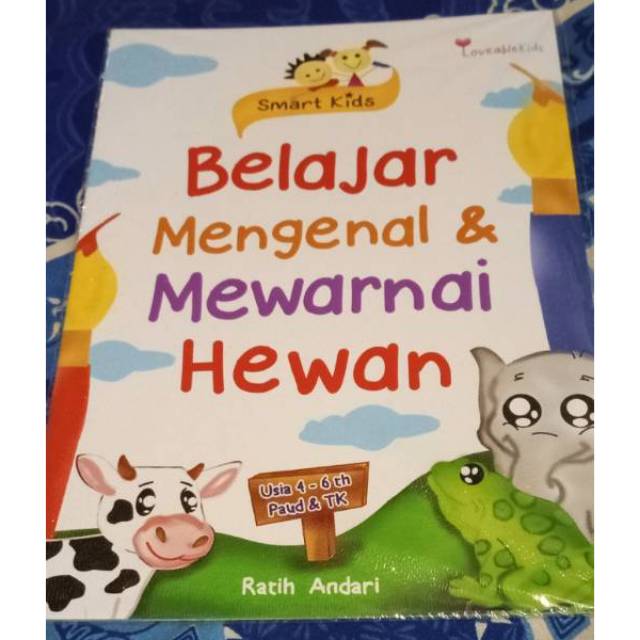 LoveableKids
Smart Kids
Belajar
Mengenal &
Mewarnai
Hewan
Usia 4 - 6 th
Paud & TK
Ratih Andari